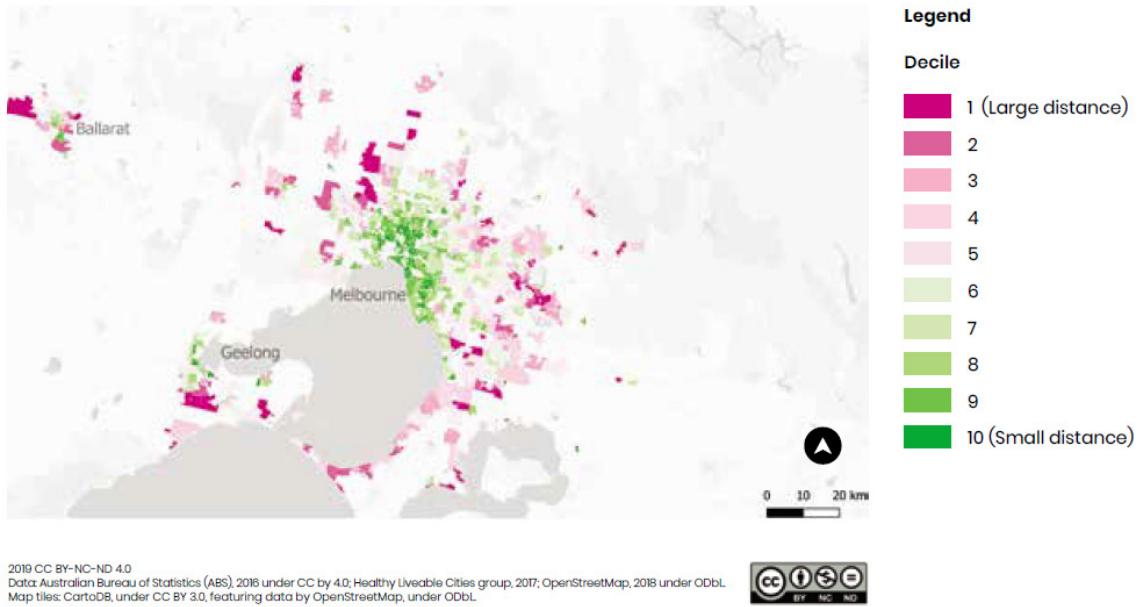 Legend
Decile
1 (Large distance)
2
3
4
5
6
7
8
9
10 (Small distance)
Ballarat
Melbourne
Geelong
0 10 20 km
2019 CC BY-NC-ND 4.0
Data: Australian Bureau of Statistics (ABS), 2016 under CC by 4.0; Healthy Liveable Cities group, 2017; OpenStreetMap, 2018 under ODbL.
Map tiles: CartoDB, under CC BY 3.0, featuring data by OpenStreetMap, under ODbL.
cc
BY NC ND